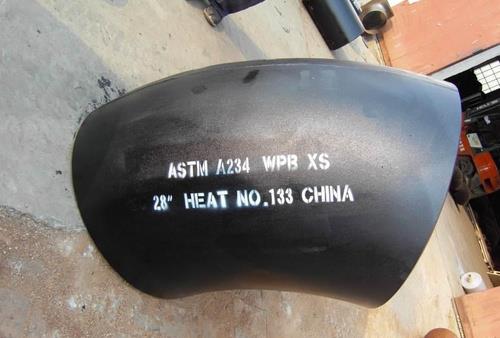 ASTM A234 WPB XS
28" HEAT NO.133 CHINA